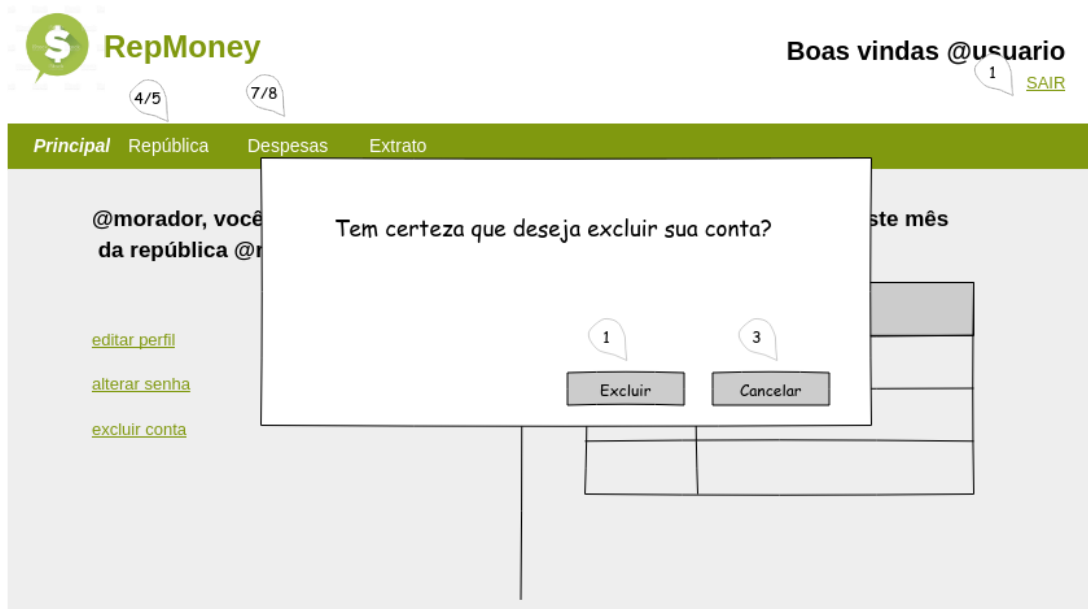 RepMoney
Boas vindas @usuario
1
SAIR
4/5
7/8
Principal República Despesas Extrato
@morador, você
ste mês
da república @
Tem certeza que deseja excluir sua conta?
editar perfil
alterar senha
excluir conta
1
3
Excluir
Cancelar